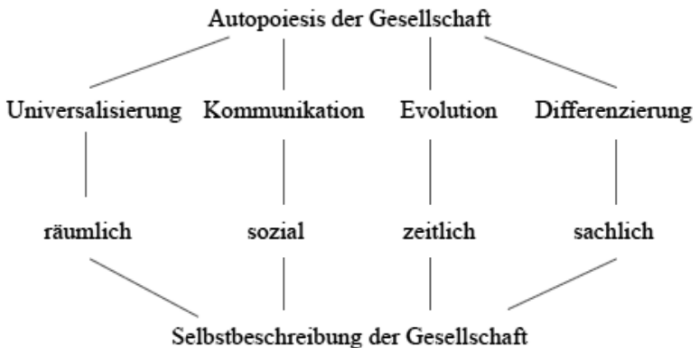 Autopoiesis der Gesellschaft
Universalisierung Kommunikation Evolution Differenzierung
räumlich sozial zeitlich sachlich
Selbstbeschreibung der Gesellschaft